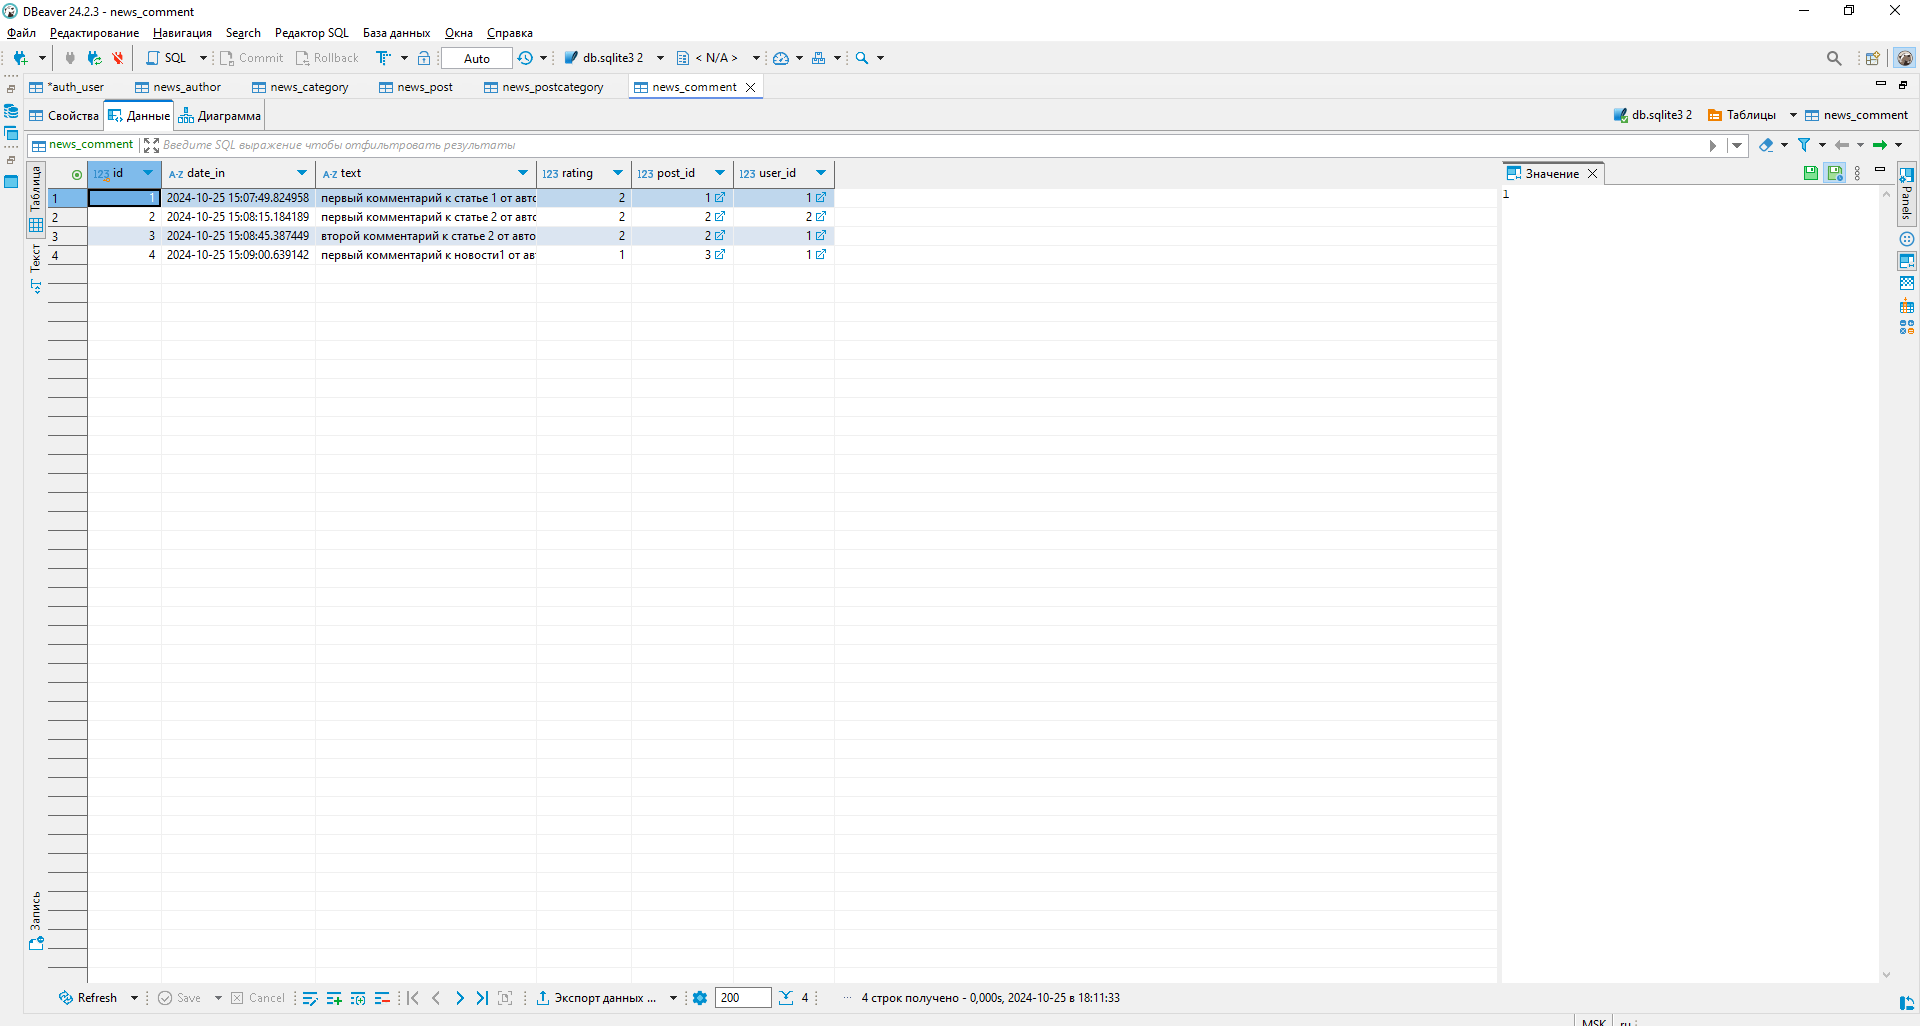 DBeaver 24.2.3 - news_comment
Файл Редактирование Навигация Search Редактор SQL База данных Окна Справка
SQL Commit Rollback Auto db.sqlite3 2 < N/A >
*auth_user news_author news_category news_post news_postcategory news_comment
Свойства Данные Диаграмма db.sqlite3 2 Таблицы news_comment
news_comment Введите SQL выражение чтобы отфильтровать результаты
Таблица
Текст
Запись
123 id A-Z date_in A-Z text 123 rating 123 post_id 123 user_id
1 1 2024-10-25 15:07:49.824958 первый комментарий к статье 1 от авто 2 1 1
2 2 2024-10-25 15:08:15.184189 первый комментарий к статье 2 от авто 2 2 2
3 3 2024-10-25 15:08:45.387449 второй комментарий к статье 2 от авто 2 2 1
4 4 2024-10-25 15:09:00.639142 первый комментарий к новости1 от ав 1 3 1
Значение
1
Panels
Refresh Save Cancel Экспорт данных ... 200 4 ··· 4 строк получено - 0,000s, 2024-10-25 в 18:11:33
MSK ru